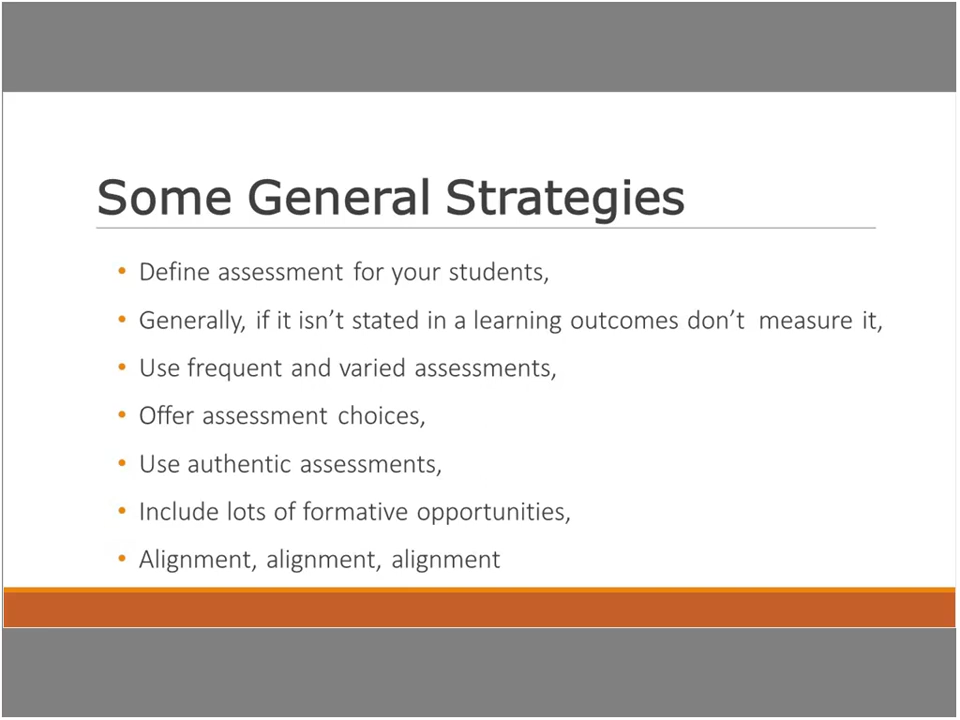 Some General Strategies
• Define assessment for your students,
• Generally, if it isn’t stated in a learning outcomes don’t measure it,
• Use frequent and varied assessments,
• Offer assessment choices,
• Use authentic assessments,
• Include lots of formative opportunities,
• Alignment, alignment, alignment